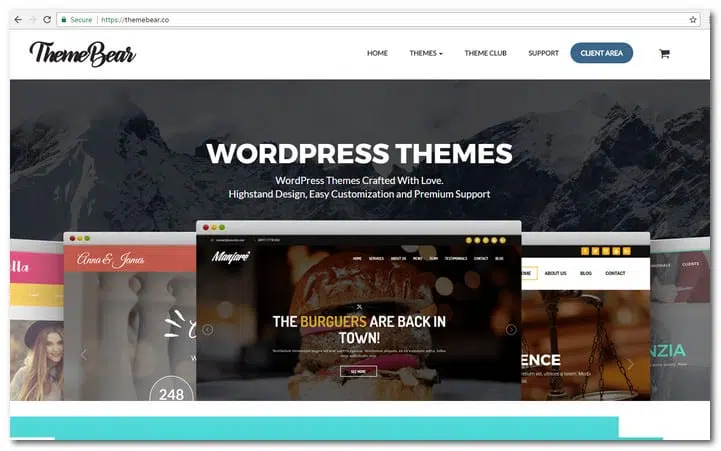 Secure | https://themebear.co
ThemeBear
HOME THEMES THEME CLUB SUPPORT CLIENT AREA
WORDPRESS THEMES
WordPress Themes Crafted With Love.
Highstand Design, Easy Customization and Premium Support
Anna & James
Manjaré
HOME SERVICES ABOUT US MENU TEAM TESTIMONIALS CONTACT BLOG
ABOUT US BLOG CONTACT
CLIENTS
THE BURGUERS ARE BACK IN
TOWN!
SEE MORE
ENCE
NZIA
248